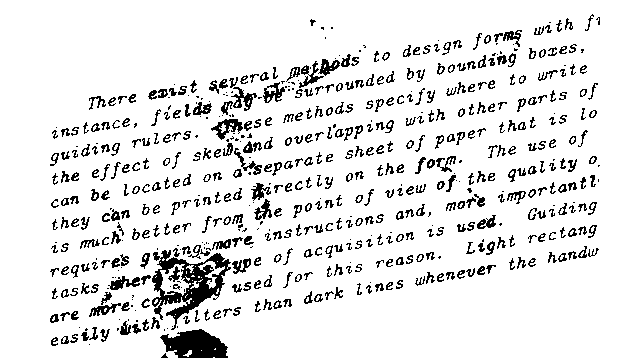 There exist several methods to design forms with fi
instance, fields may be surrounded by bounding boxes,
guiding rulers. These methods specify where to write
the effect of skew and overlapping with other parts of
can be located on a separate sheet of paper that is lo
they can be printed directly on the form. The use of
is much better from the point of view of the quality o
requires giving more instructions and, more importantl
tasks where this type of acquisition is used. Guiding
are more commonly used for this reason. Light rectang
easily with filters than dark lines whenever the handw